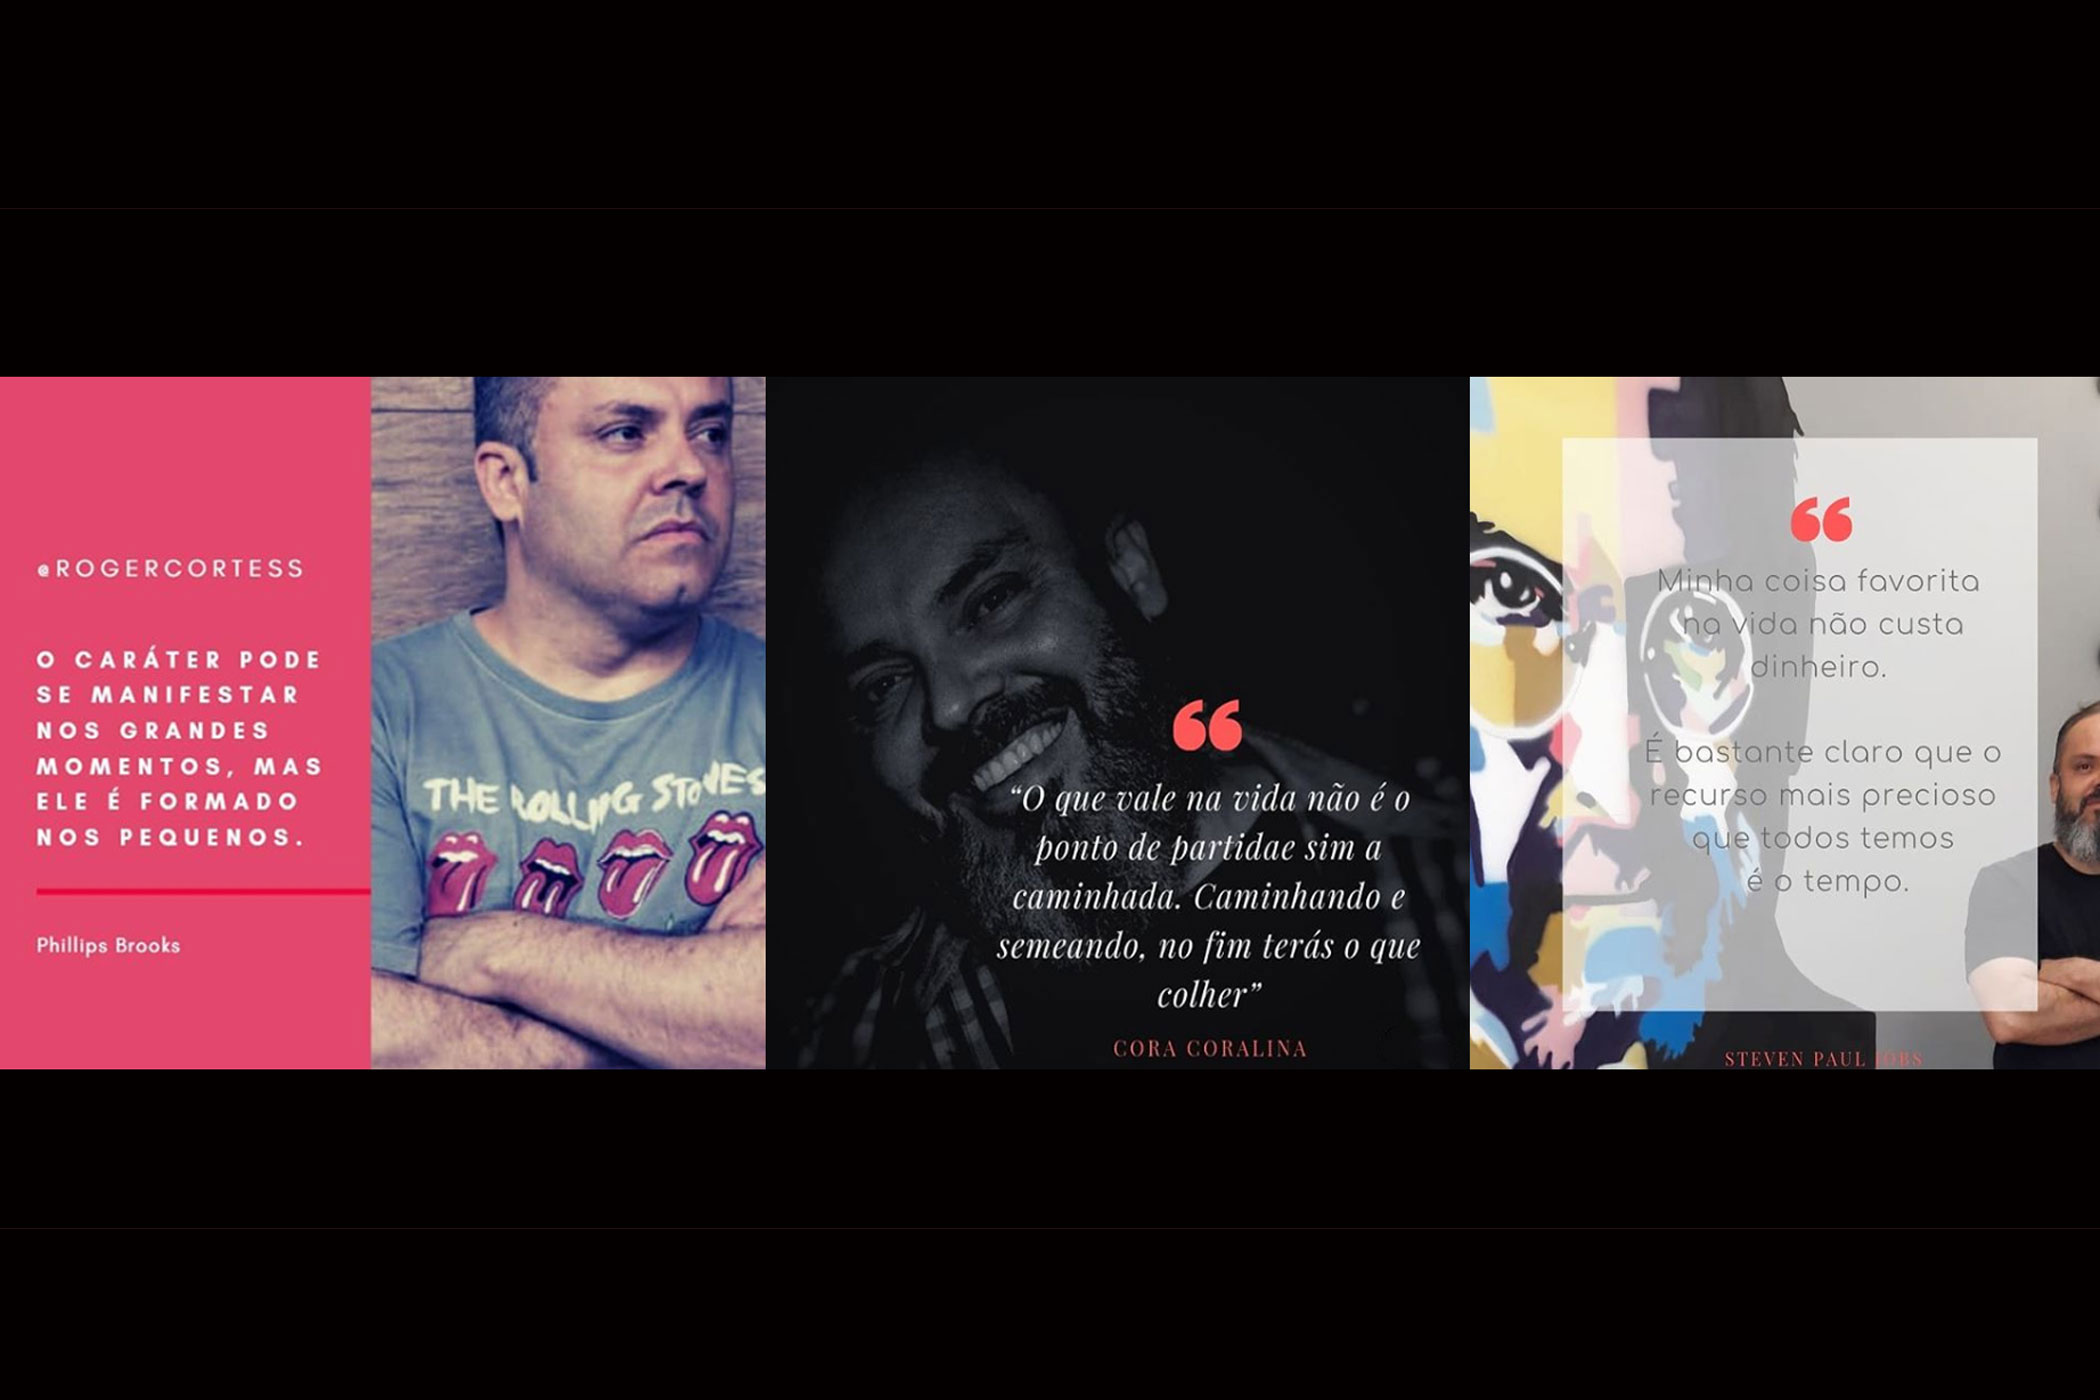 @ROGERCORTESS
O CARÁTER PODE
SE MANIFESTAR
NOS GRANDES
MOMENTOS, MAS
ELE É FORMADO
NOS PEQUENOS.
Phillips Brooks
THE ROLLING STONES
“O que vale na vida não é o
ponto de partidae sim a
caminhada. Caminhando e
semeando, no fim terás o que
colher”
CORA CORALINA
Minha coisa favorita
na vida não custa
dinheiro.
É bastante claro que o
recurso mais precioso
que todos temos
é o tempo.
STEVEN PAUL JOBS